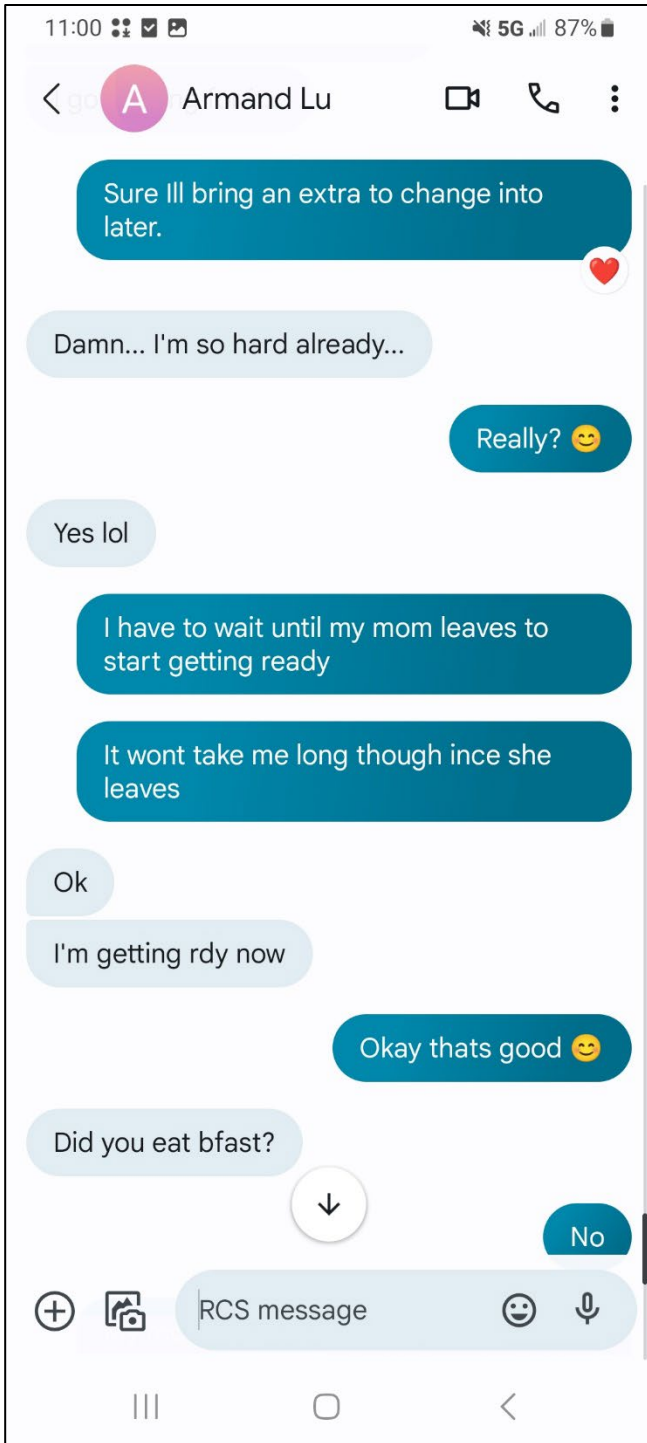 11:00 5G 87%
A Armand Lu
Sure Ill bring an extra to change into
later.
Damn... I'm so hard already...
Really? 😊
Yes lol
I have to wait until my mom leaves to
start getting ready
It wont take me long though ince she
leaves
Ok
I'm getting rdy now
Okay thats good 😊
Did you eat bfast?
No
RCS message